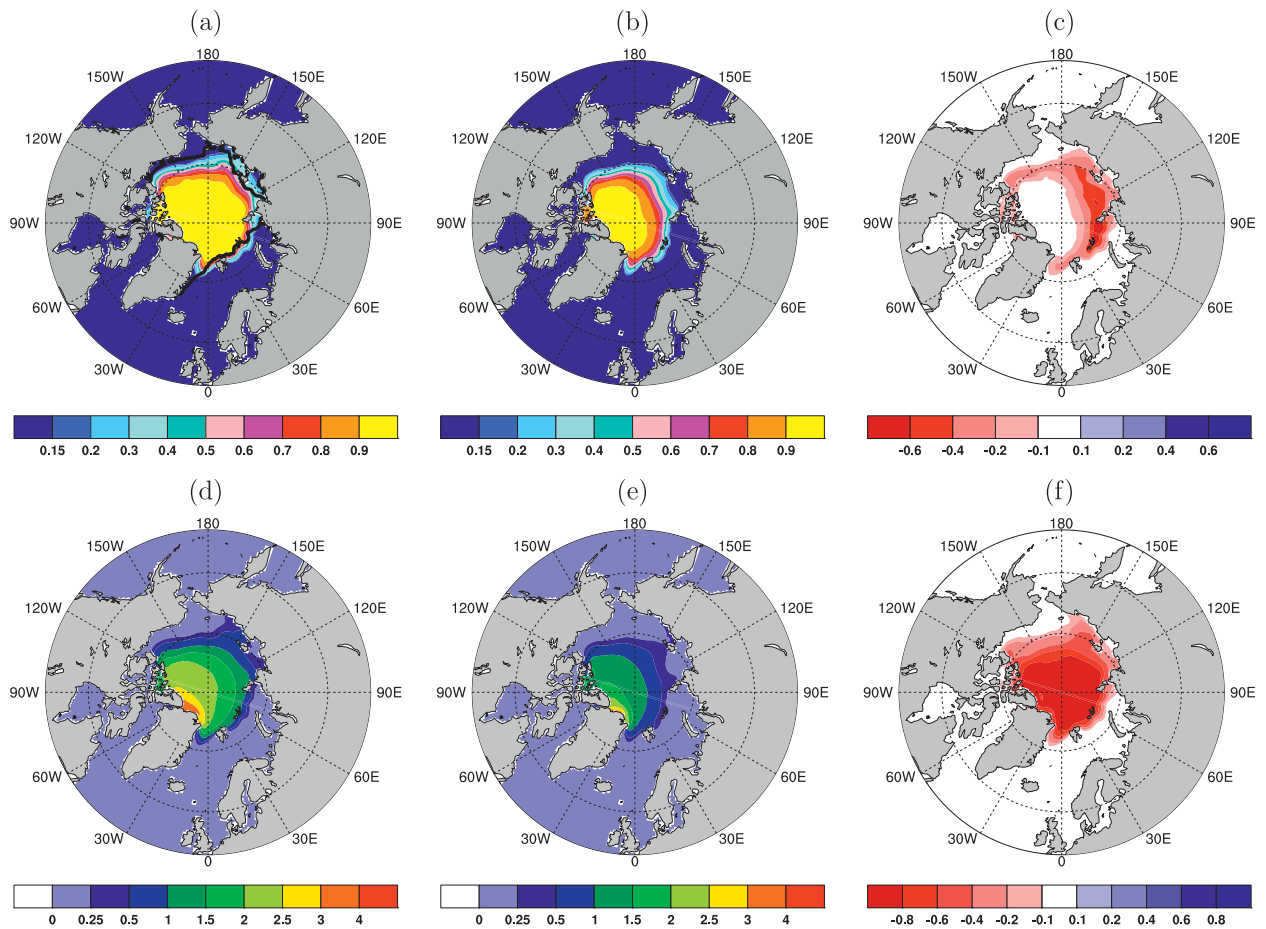 (a)
(b)
(c)
180
150W
150E
120W
120E
90W
90E
60W
60E
30W
30E
0
180
150W
150E
120W
120E
90W
90E
60W
60E
30W
30E
0
180
150W
150E
120W
120E
90W
90E
60W
60E
30W
30E
0
0.15 0.2 0.3 0.4 0.5 0.6 0.7 0.8 0.9
0.15 0.2 0.3 0.4 0.5 0.6 0.7 0.8 0.9
-0.6 -0.4 -0.2 -0.1 0.1 0.2 0.4 0.6
(d)
(e)
(f)
180
150W
150E
120W
120E
90W
90E
60W
60E
30W
30E
0
180
150W
150E
120W
120E
90W
90E
60W
60E
30W
30E
0
180
150W
150E
120W
120E
90W
90E
60W
60E
30W
30E
0
0 0.25 0.5 1 1.5 2 2.5 3 4
0 0.25 0.5 1 1.5 2 2.5 3 4
-0.8 -0.6 -0.4 -0.2 -0.1 0.1 0.2 0.4 0.6 0.8